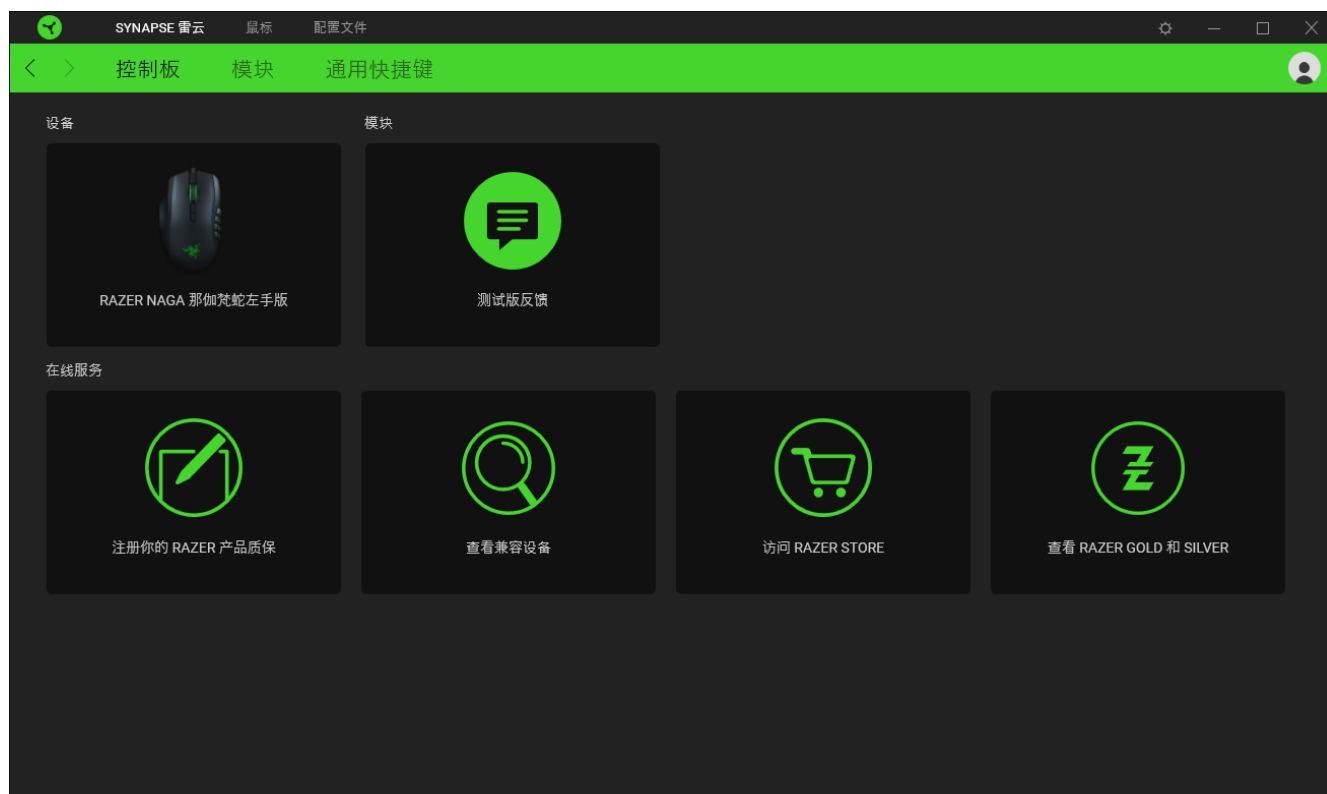 SYNAPSE 雷云 鼠标 配置文件
控制板 模块 通用快捷键
设备 模块
RAZER NAGA 那伽梵蛇左手版 测试版反馈
在线服务
注册你的 RAZER 产品质保 查看兼容设备 访问 RAZER STORE 查看 RAZER GOLD 和 SILVER